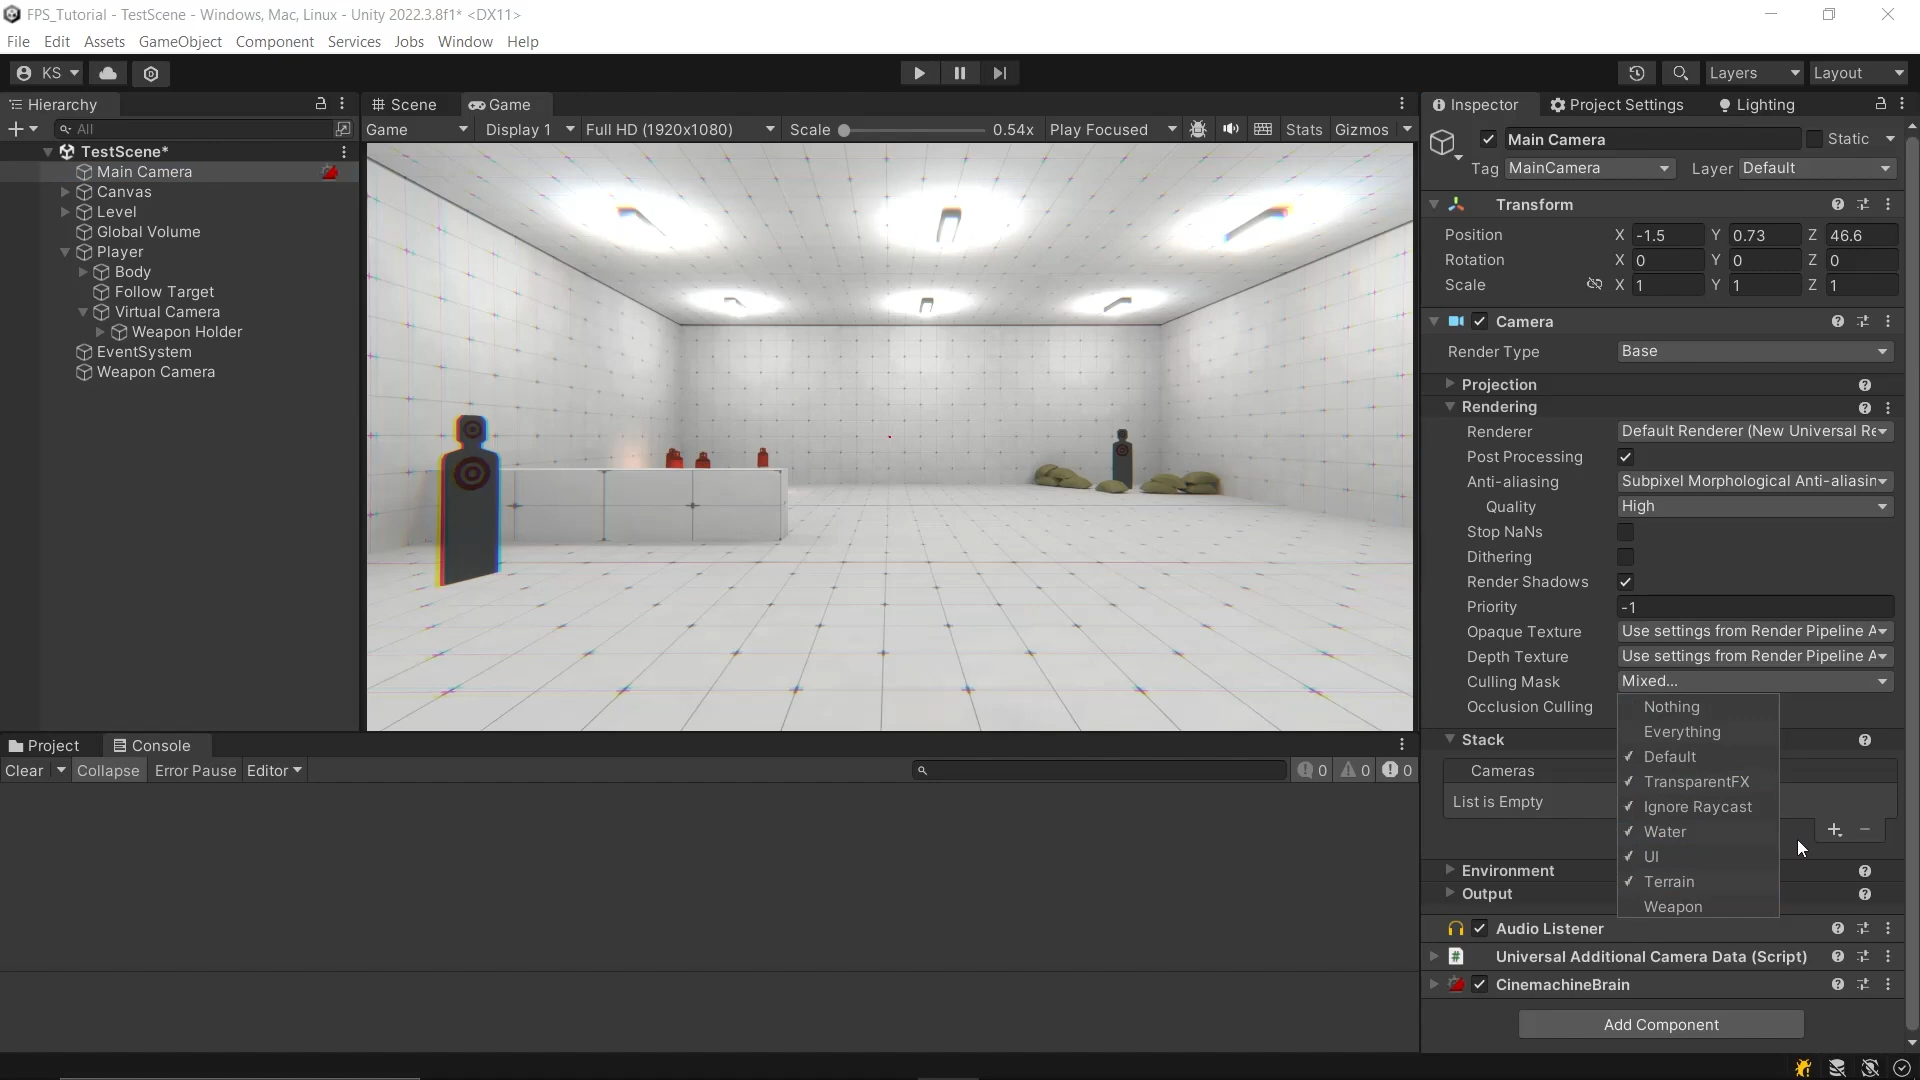 FPS_Tutorial - TestScene - Windows, Mac, Linux - Unity 2022.3.8f1* <DX11>
File Edit Assets GameObject Component Services Jobs Window Help
KS Layers Layout
Hierarchy
All
TestScene*
Main Camera
Canvas
Level
Global Volume
Player
Body
Follow Target
Virtual Camera
Weapon Holder
EventSystem
Weapon Camera
Scene Game
Game Display 1 Full HD (1920x1080) Scale 0.54x Play Focused Stats Gizmos
Project Console
Clear Collapse Error Pause Editor 0 0 0
Inspector Project Settings Lighting
Main Camera Static
Tag MainCamera Layer Default
Transform
Position X -1.5 Y 0.73 Z 46.6
Rotation X 0 Y 0 Z 0
Scale X 1 Y 1 Z 1
Camera
Render Type Base
Projection
Rendering
Renderer Default Renderer (New Universal Re
Post Processing
Anti-aliasing Subpixel Morphological Anti-aliasin
Quality High
Stop NaNs
Dithering
Render Shadows
Priority -1
Opaque Texture Use settings from Render Pipeline A
Depth Texture Use settings from Render Pipeline A
Culling Mask Mixed...
Occlusion Culling
Nothing
Everything
Default
TransparentFX
Ignore Raycast
Water
UI
Terrain
Weapon
Stack
Cameras
List is Empty
Environment
Output
Audio Listener
Universal Additional Camera Data (Script)
CinemachineBrain
Add Component